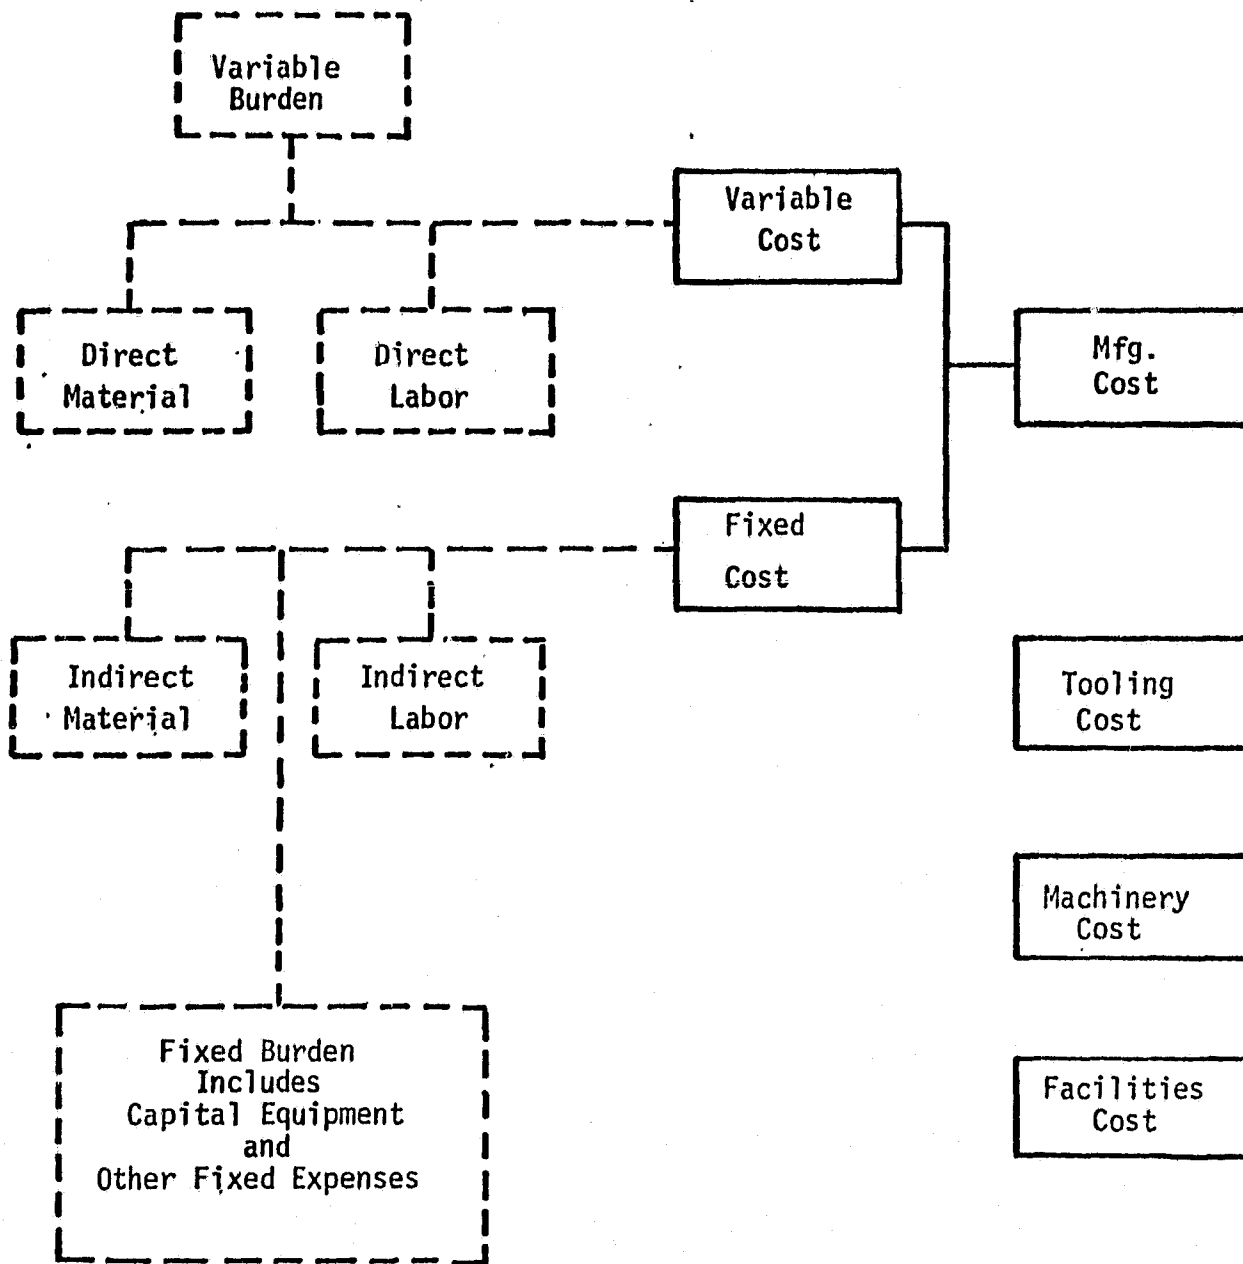 Variable
Burden
Variable
Cost
Direct
Material
Direct
Labor
Mfg.
Cost
Fixed
Cost
Indirect
Material
Indirect
Labor
Tooling
Cost
Machinery
Cost
Fixed Burden
Includes
Capital Equipment
and
Other Fixed Expenses
Facilities
Cost